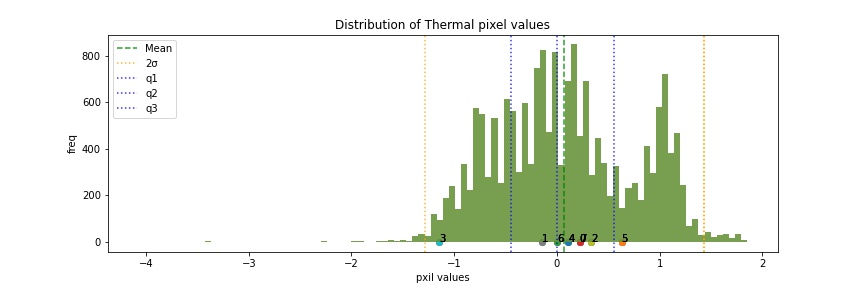 Distribution of Thermal pixel values
Mean
2σ
q1
q2
q3
freq
800
600
400
200
0
3 1 6 4 0 2 5
−4 −3 −2 −1 0 1 2
pxil values